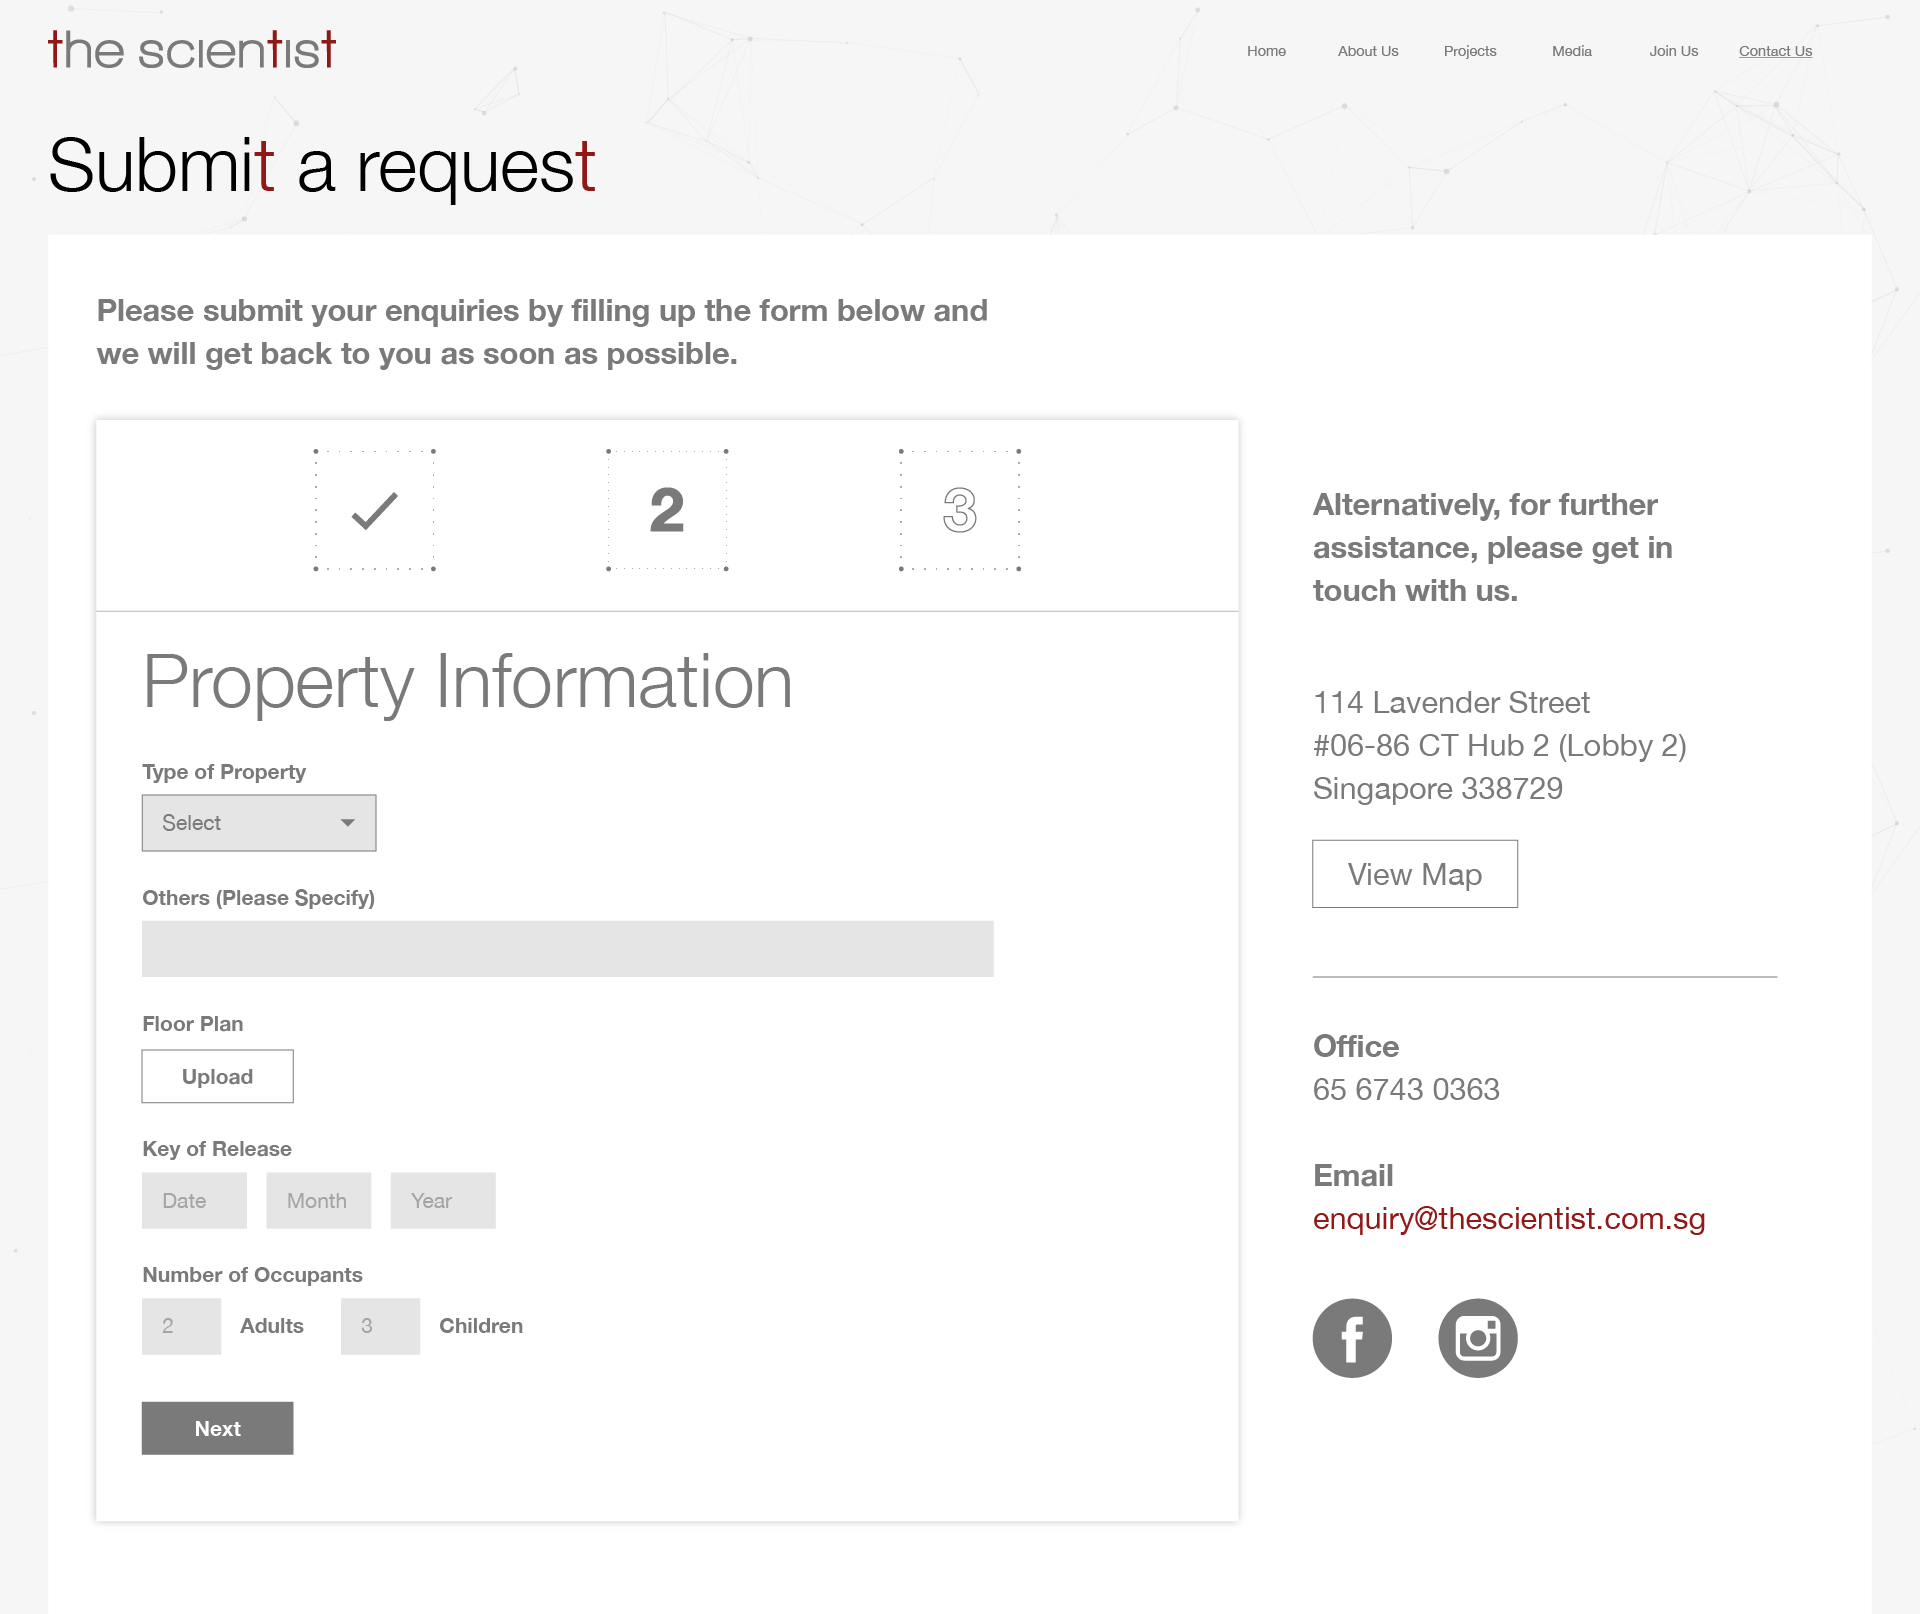 the scientist
Home About Us Projects Media Join Us Contact Us
Submit a request
Please submit your enquiries by filling up the form below and
we will get back to you as soon as possible.
2 3
Property Information
Type of Property
Select
Others (Please Specify)
Floor Plan
Upload
Key of Release
Date Month Year
Number of Occupants
2 Adults 3 Children
Next
Alternatively, for further
assistance, please get in
touch with us.
114 Lavender Street
#06-86 CT Hub 2 (Lobby 2)
Singapore 338729
View Map
Office
65 6743 0363
Email
enquiry@thescientist.com.sg